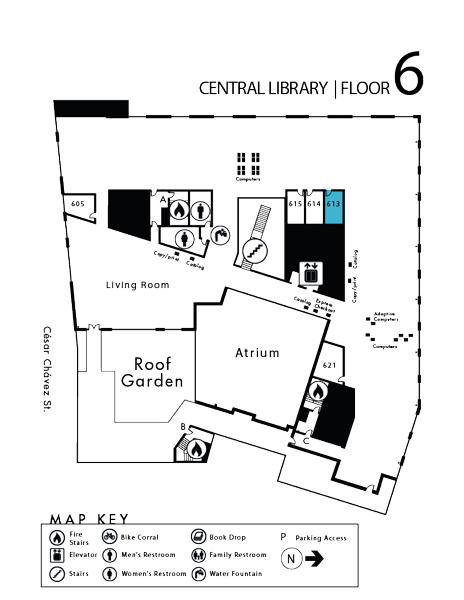 CENTRAL LIBRARY | FLOOR 6
Computers
605
A
615
614
613
Copy/print
Catalog
Catalog
Copy/print
Living Room
Catalog
Express
Checkout
Adaptive
Computers
Computers
Atrium
Roof
Garden
621
César Chávez St.
B
C
MAP KEY
Fire
Stairs
Bike Corral
Book Drop
P Parking Access
Elevator
Men's Restroom
Family Restroom
N
Stairs
Women's Restroom
Water Fountain